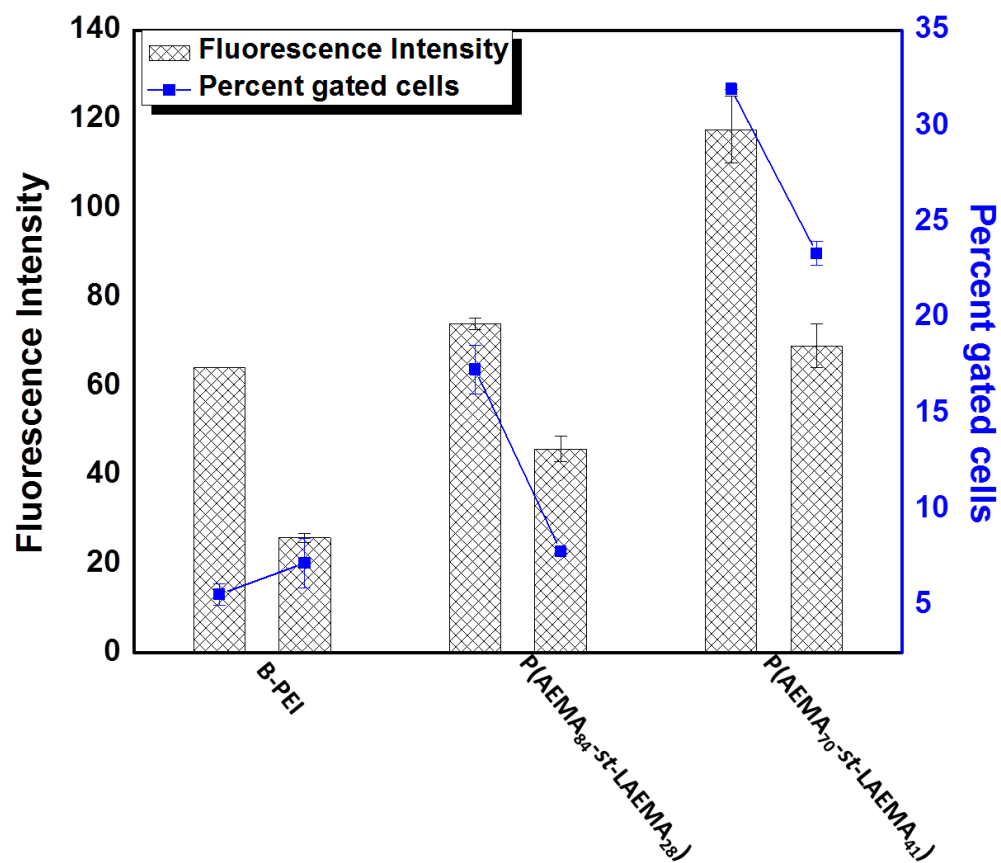 Fluorescence Intensity
Percent gated cells
140
120
100
80
60
40
20
0
Fluorescence Intensity
35
30
25
20
15
10
5
Percent gated cells
B-PEI
P(AEMA₈₄-st-LAEMA₂₈)
P(AEMA₇₀-st-LAEMA₄₁)